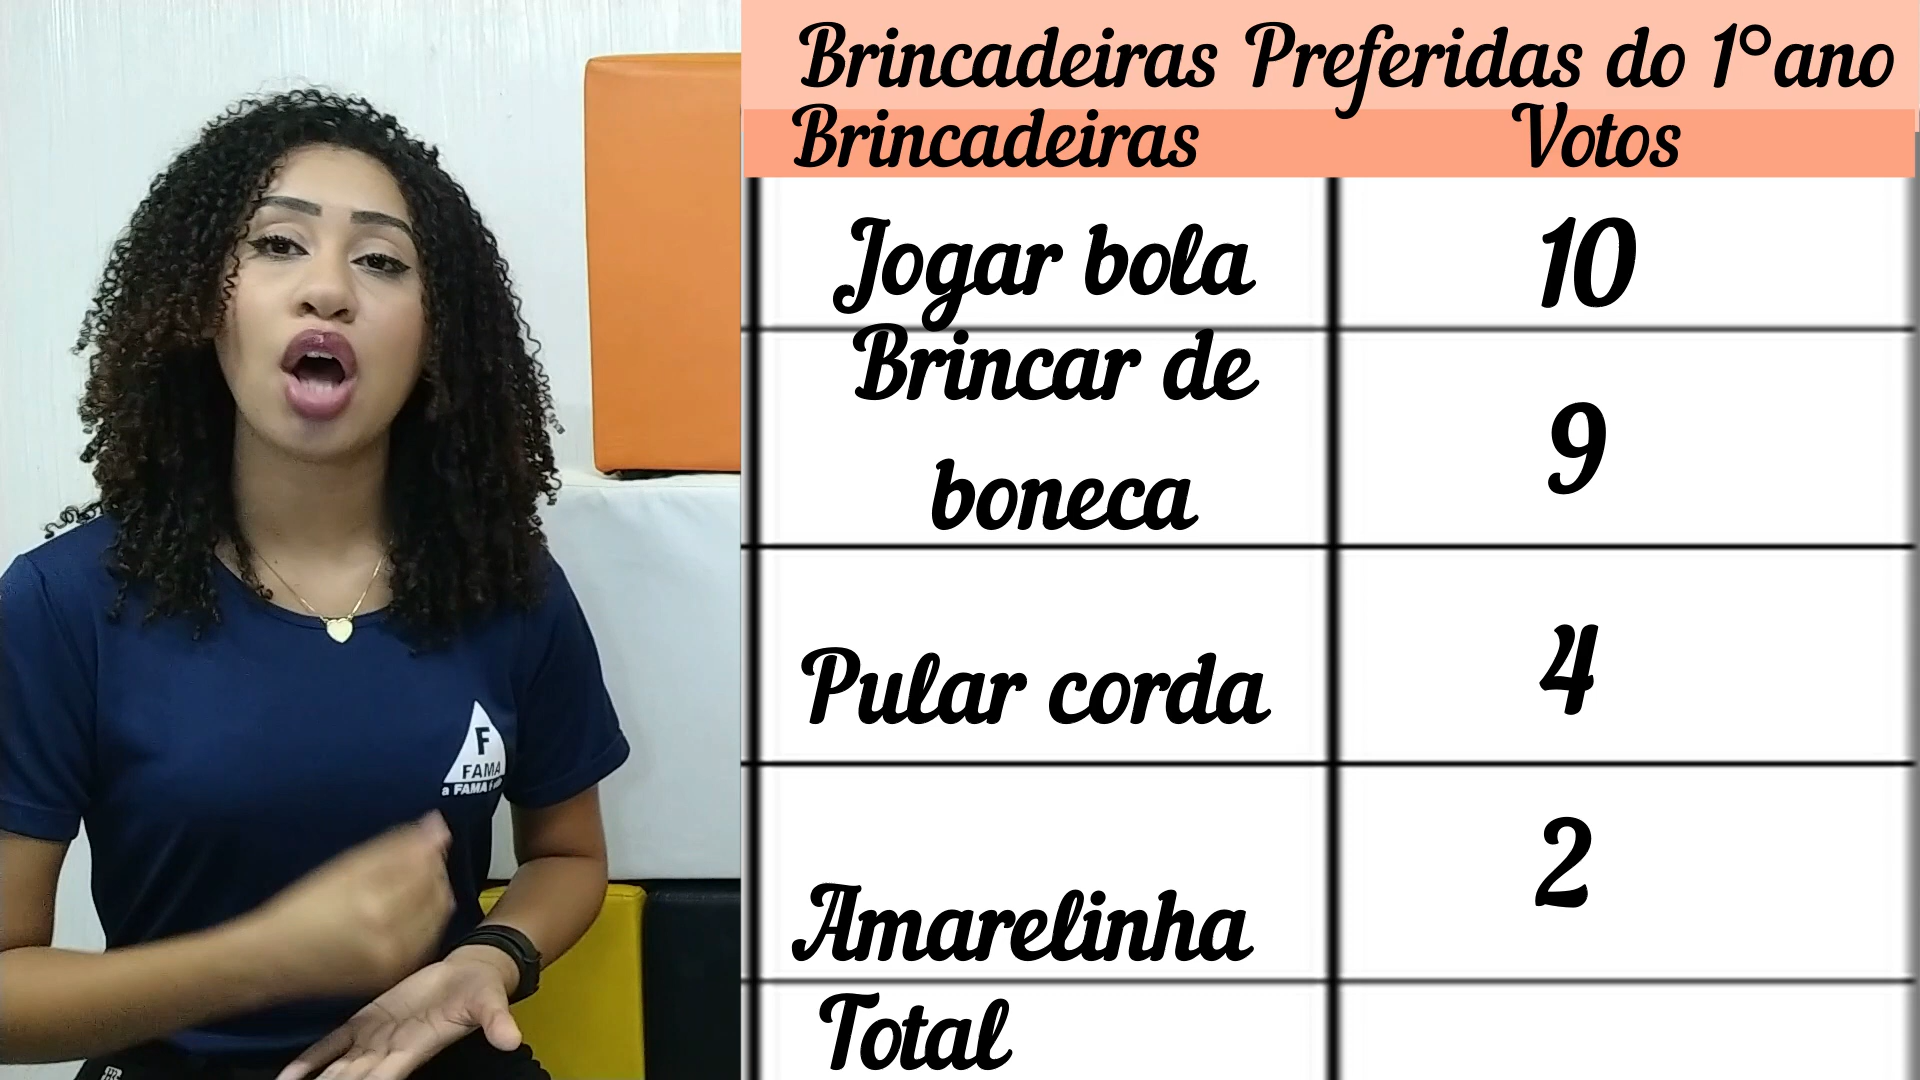 Brincadeiras Preferidas do 1°ano
Brincadeiras Votos
Jogar bola 10
Brincar de
boneca 9
Pular corda 4
Amarelinha 2
Total
F
FAMA
a FAMA